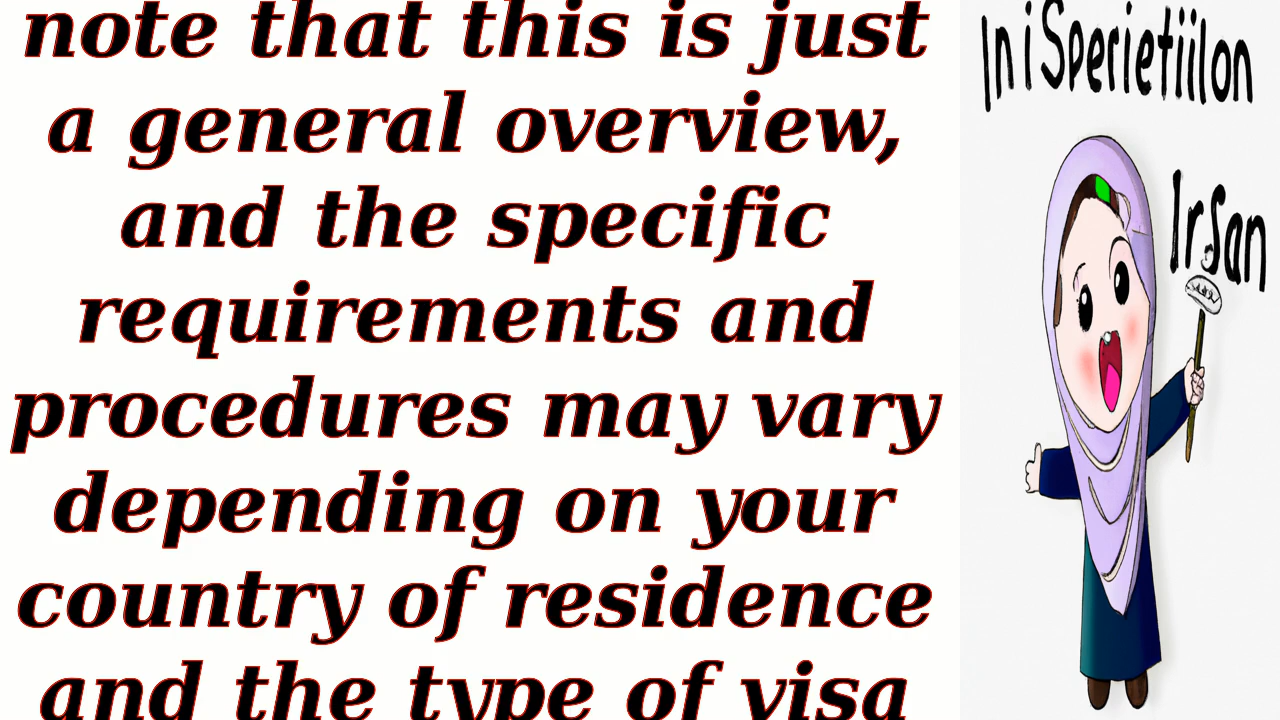 note that this is just
a general overview,
and the specific
requirements and
procedures may vary
depending on your
country of residence
and the type of visa
In i Sperietiilon
Irsan